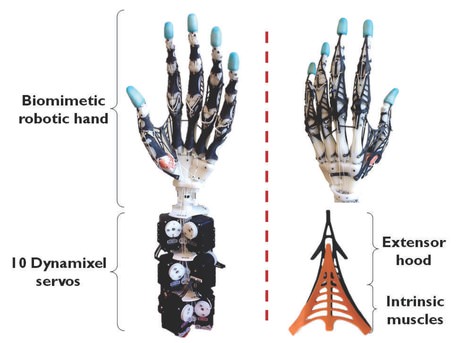 Biomimetic
robotic hand
10 Dynamixel
servos
Extensor
hood
Intrinsic
muscles